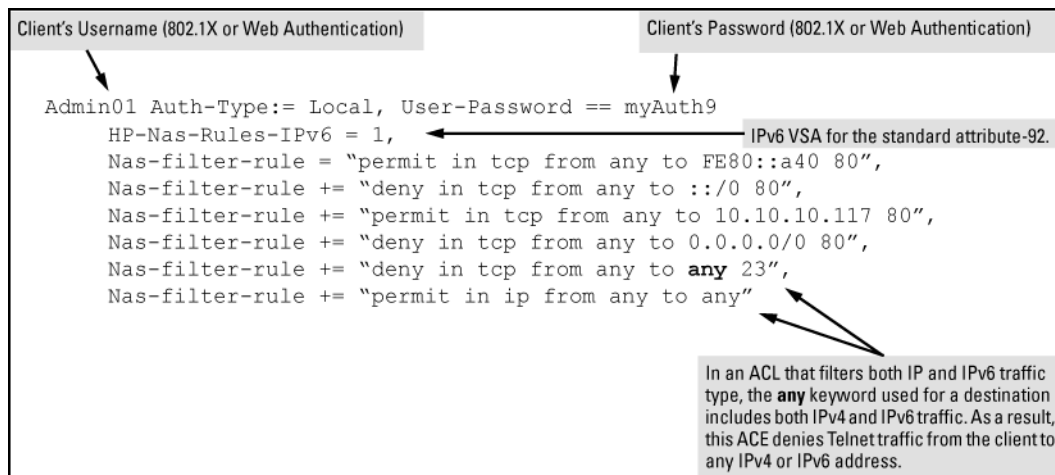 Client's Username (802.1X or Web Authentication)
Client's Password (802.1X or Web Authentication)
Admin01 Auth-Type:= Local, User-Password == myAuth9
HP-Nas-Rules-IPv6 = 1,
IPv6 VSA for the standard attribute-92.
Nas-filter-rule = “permit in tcp from any to FE80::a40 80”,
Nas-filter-rule += “deny in tcp from any to ::/0 80”,
Nas-filter-rule += “permit in tcp from any to 10.10.10.117 80”,
Nas-filter-rule += “deny in tcp from any to 0.0.0.0/0 80”,
Nas-filter-rule += “deny in tcp from any to any 23”,
Nas-filter-rule += “permit in ip from any to any”
In an ACL that filters both IP and IPv6 traffic
type, the any keyword used for a destination
includes both IPv4 and IPv6 traffic. As a result,
this ACE denies Telnet traffic from the client to
any IPv4 or IPv6 address.